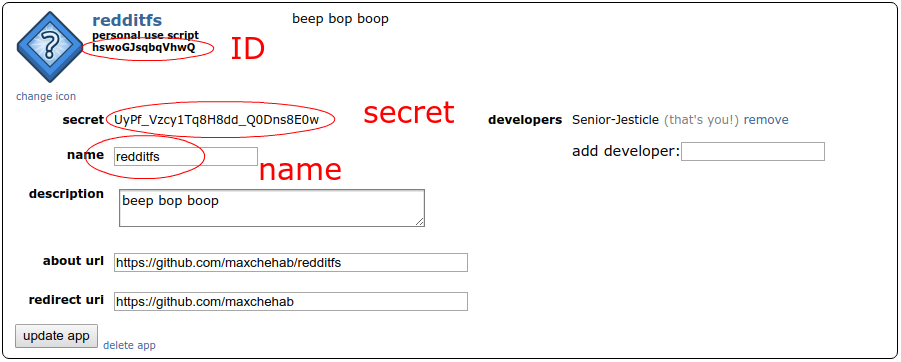 redditfs
beep bop boop
personal use script
hswoGJsqbqVhwQ
ID
change icon
secret UyPf_Vzcy1Tq8H8dd_Q0Dns8E0w secret
developers Senior-Jesticle (that's you!) remove
name redditfs name
add developer:
description beep bop boop
about url https://github.com/maxchehab/redditfs
redirect uri https://github.com/maxchehab
update app delete app